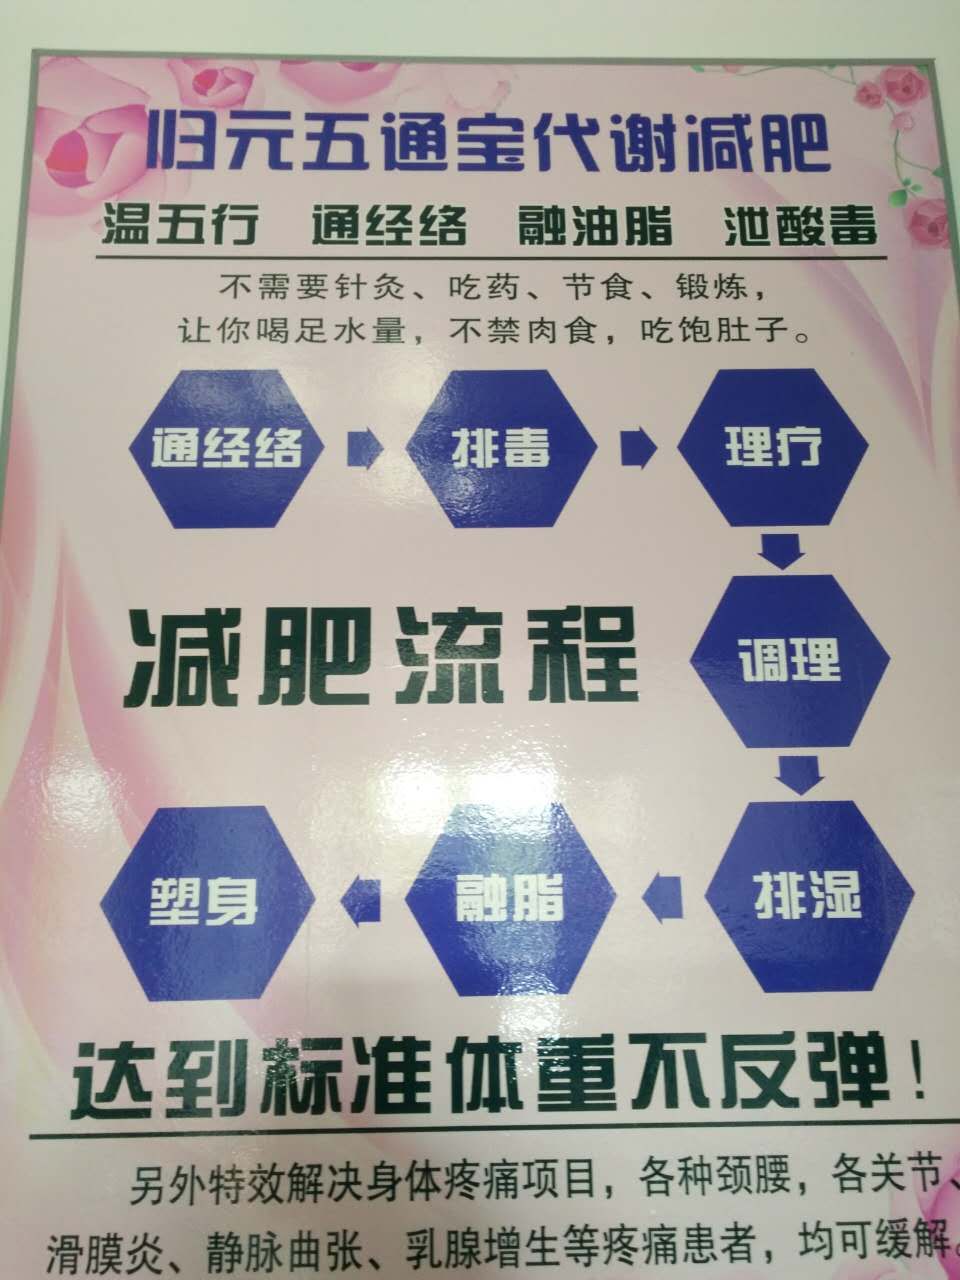 归元五通宝代谢减肥
温五行 通经络 融油脂 泄酸毒
不需要针灸、吃药、节食、锻炼，
让你喝足水量，不禁肉食，吃饱肚子。
通经络
排毒
理疗
减肥流程
调理
排湿
融脂
塑身
达到标准体重不反弹！
另外特效解决身体疼痛项目，各种颈腰，各关节、
滑膜炎、静脉曲张、乳腺增生等疼痛患者，均可缓解。